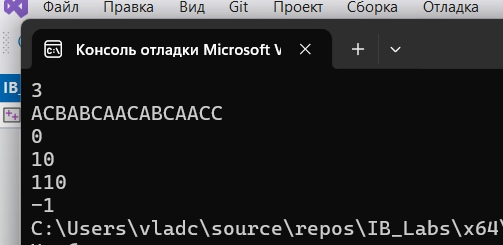 Файл Правка Вид Git Проект Сборка Отладка
Консоль отладки Microsoft V
IB_
3
ACBABCAACABCAACC
0
10
110
-1
C:\Users\vladc\source\repos\IB_Labs\x64\